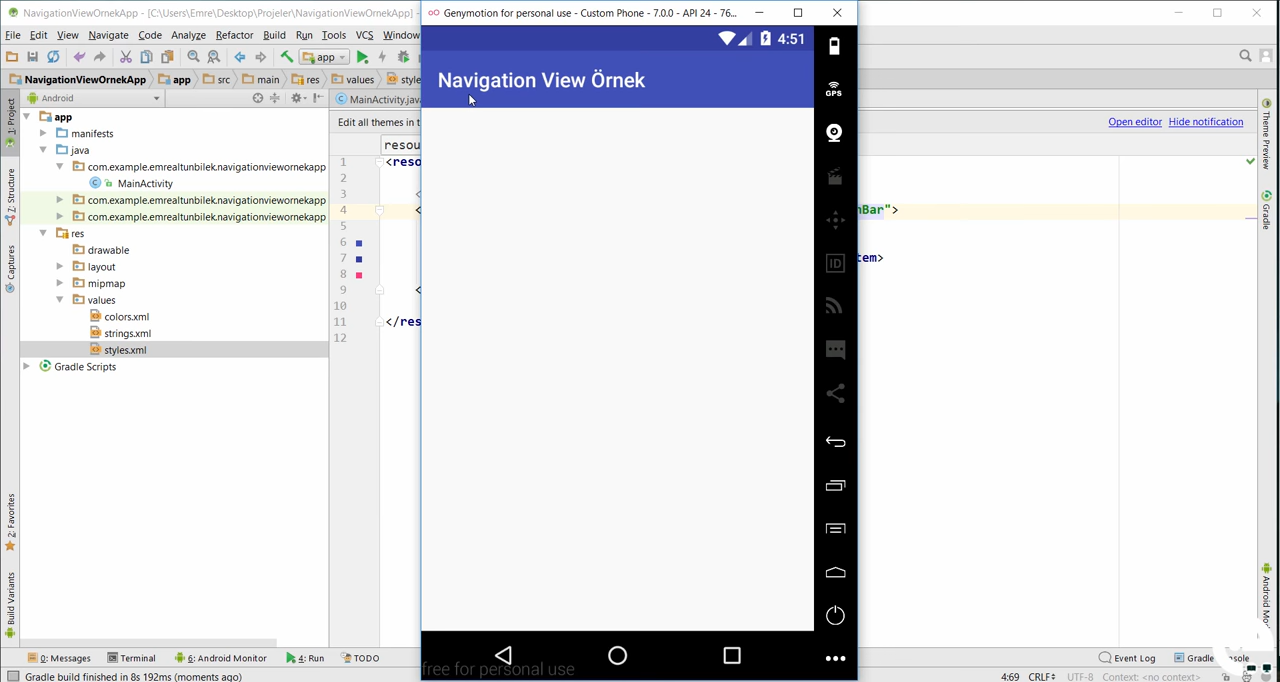 NavigationViewOrnekApp - [C:\Users\Emre\Desktop\Projeler\NavigationViewOrnekApp] -
Genymotion for personal use - Custom Phone - 7.0.0 - API 24 - 76...
File Edit View Navigate Code Analyze Refactor Build Run Tools VCS Window
4:51
app
NavigationViewOrnekApp app src main res values
Navigation View Örnek
Android
MainActivity.java
1: Project
app
manifests
java
com.example.emrealtunbilek.navigationviewornekapp
MainActivity
com.example.emrealtunbilek.navigationviewornekapp
com.example.emrealtunbilek.navigationviewornekapp
res
drawable
layout
mipmap
values
colors.xml
strings.xml
styles.xml
Gradle Scripts
Z: Structure
Captures
2: Favorites
Build Variants
Edit all themes in t
Open editor Hide notification
resou
1 <resou
2
3 <
4 < nBar">
5
6
7 tem>
8
9 <
10
11 </res
12
GPS
ID
Theme Preview
Gradle
0: Messages Terminal 6: Android Monitor 4: Run TODO
Event Log Gradle
free for personal use
Gradle build finished in 8s 192ms (moments ago)
4:69 CRLF UTF-8 Context: <no context>